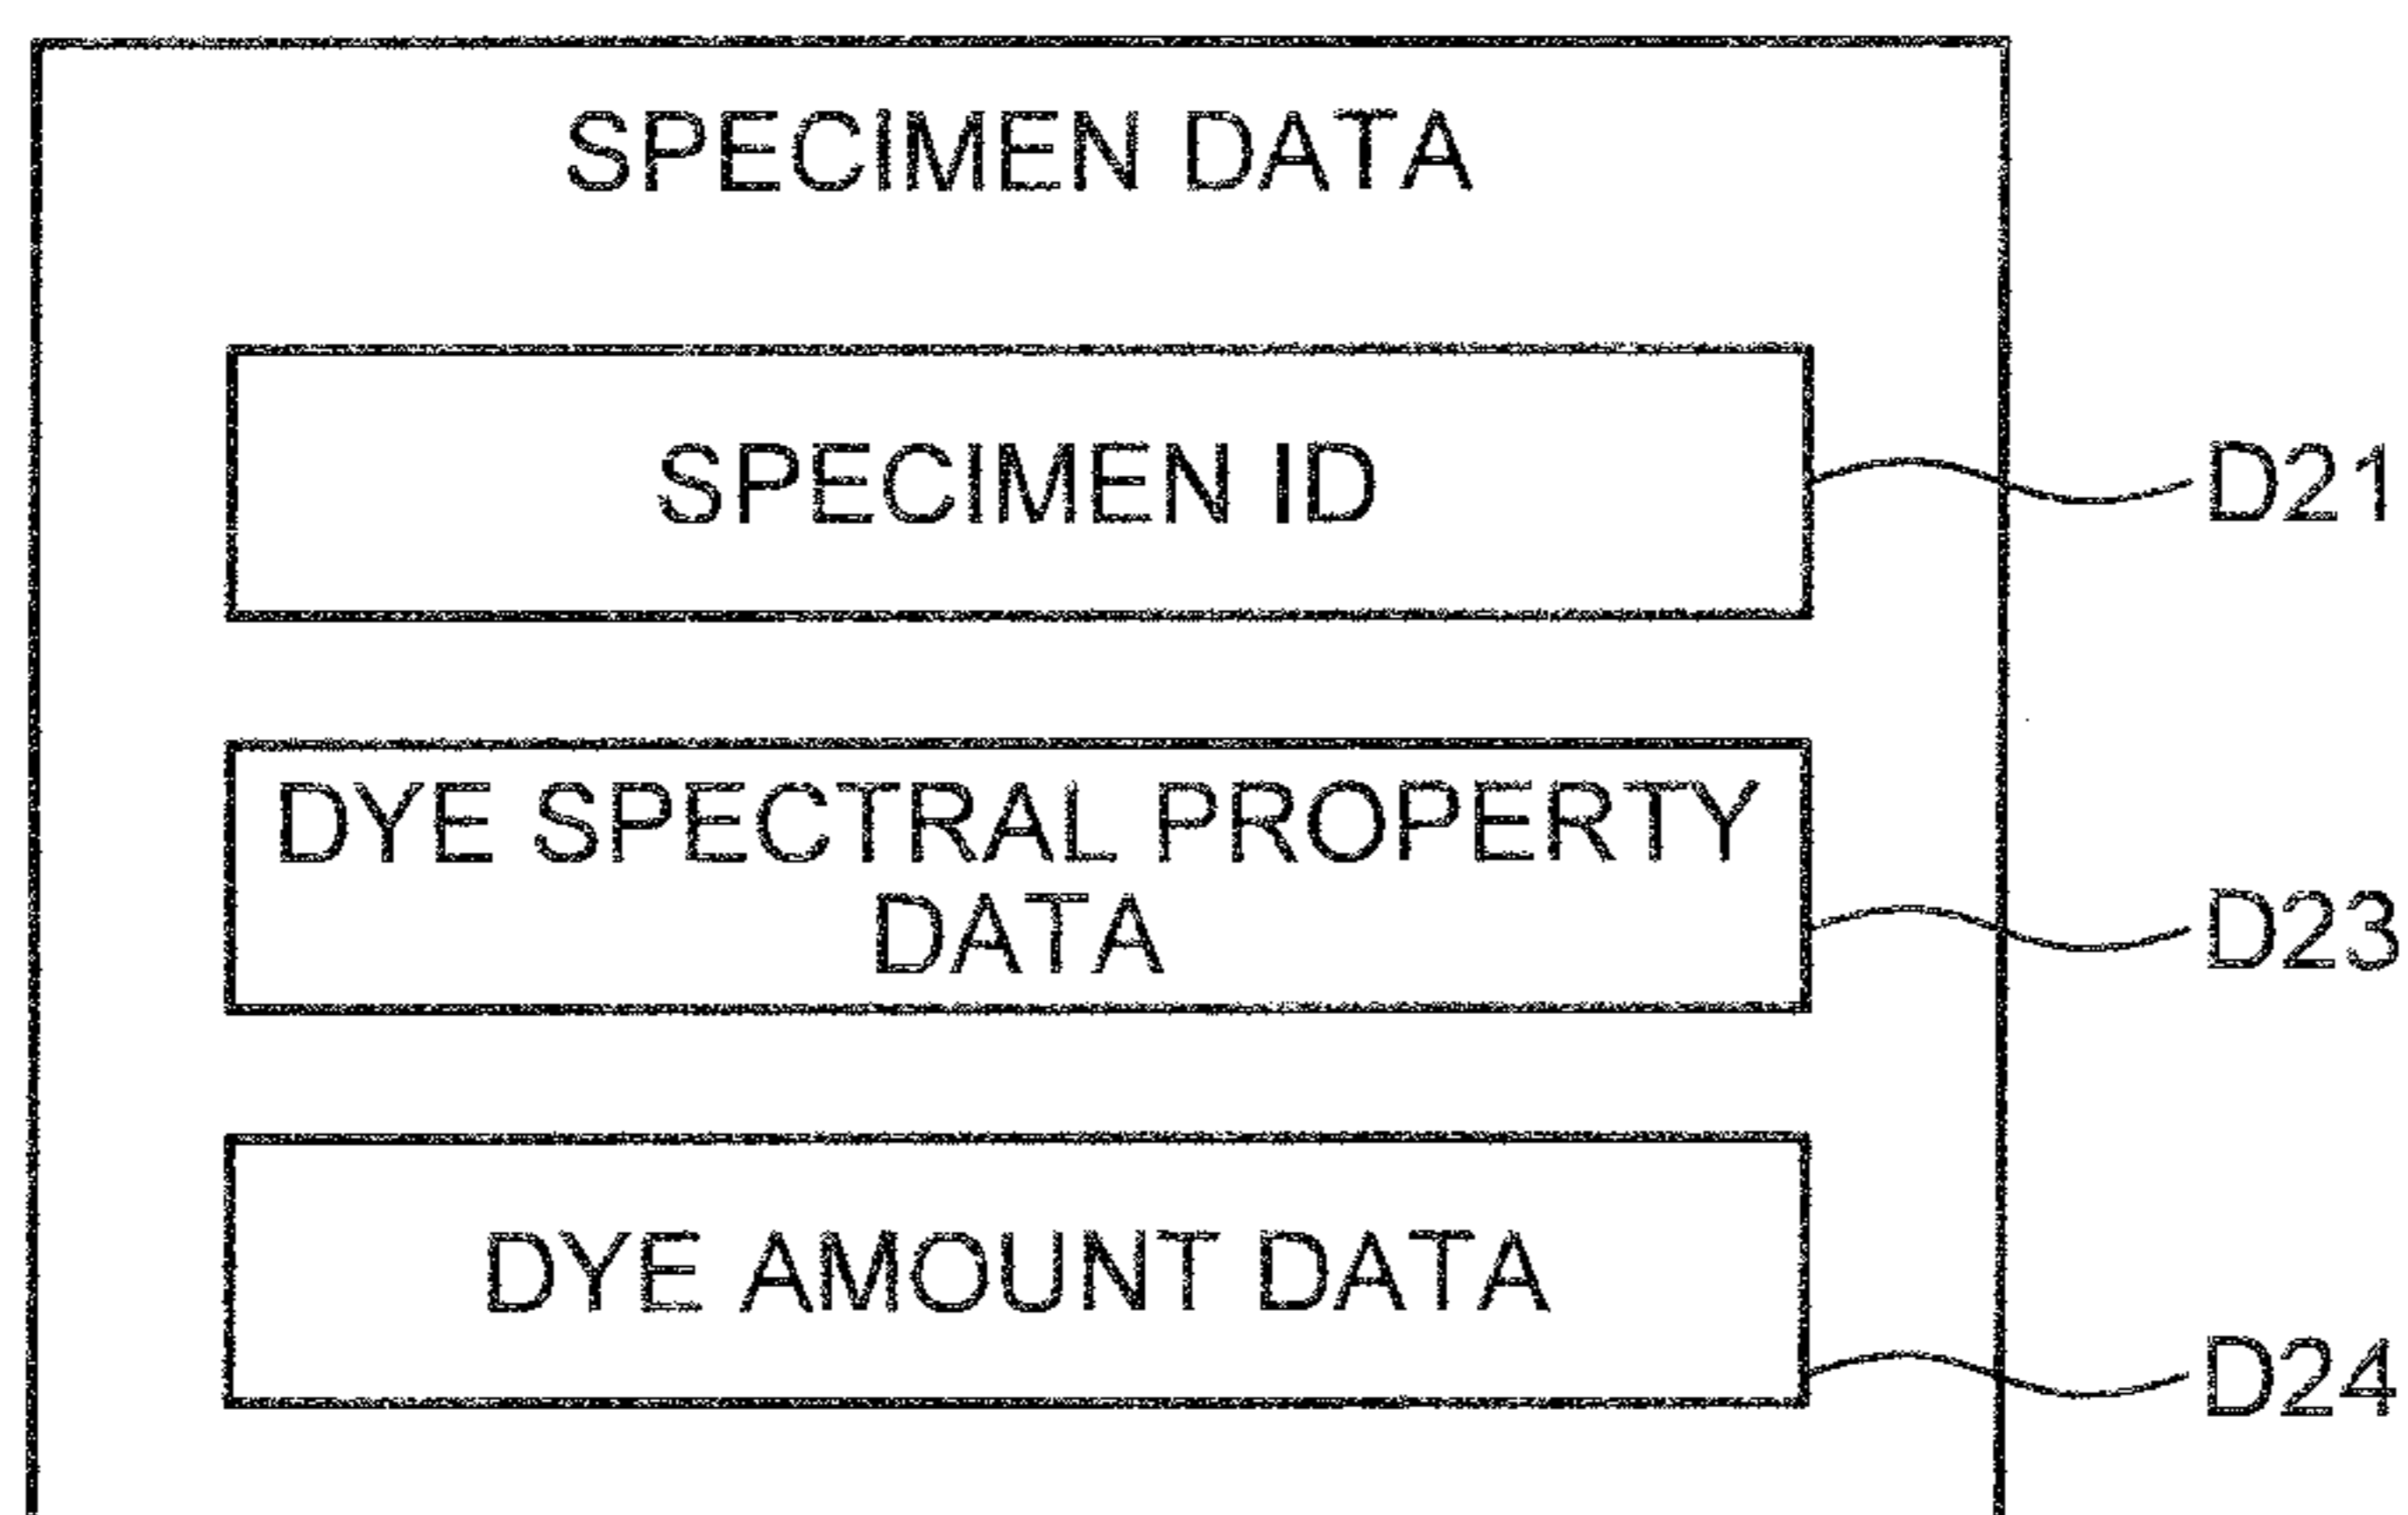 SPECIMEN DATA
SPECIMEN ID
D21
DYE SPECTRAL PROPERTY
DATA
D23
DYE AMOUNT DATA
D24